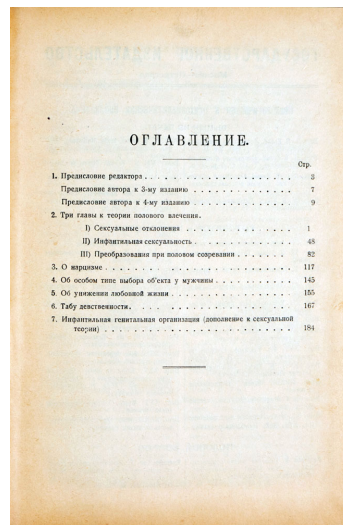 ОГЛАВЛЕНИЕ.
Стр.
1. Предисловие редактора . . . . . . . . . . . . . . . . . . 3
Предисловие автора к 3-му изданию . . . . . . . . . . . . . 7
Предисловие автора к 4-му изданию . . . . . . . . . . . . . 9
2. Три главы к теории полового влечения.
I) Сексуальные отклонения . . . . . . . . . . . . . . 1
II) Инфантильная сексуальность . . . . . . . . . . . . . 48
III) Преобразования при половом созревании . . . . . . . 82
3. О нарцизме . . . . . . . . . . . . . . . . . . . . . 117
4. Об особом типе выбора об'екта у мужчины . . . . . . . . . 145
5. Об унижении любовной жизни . . . . . . . . . . . . . . . 155
6. Табу девственности . . . . . . . . . . . . . . . . . . . 167
7. Инфантильная генитальная организация (дополнение к сексуальной
теории) . . . . . . . . . . . . . . . . . . . . . 184